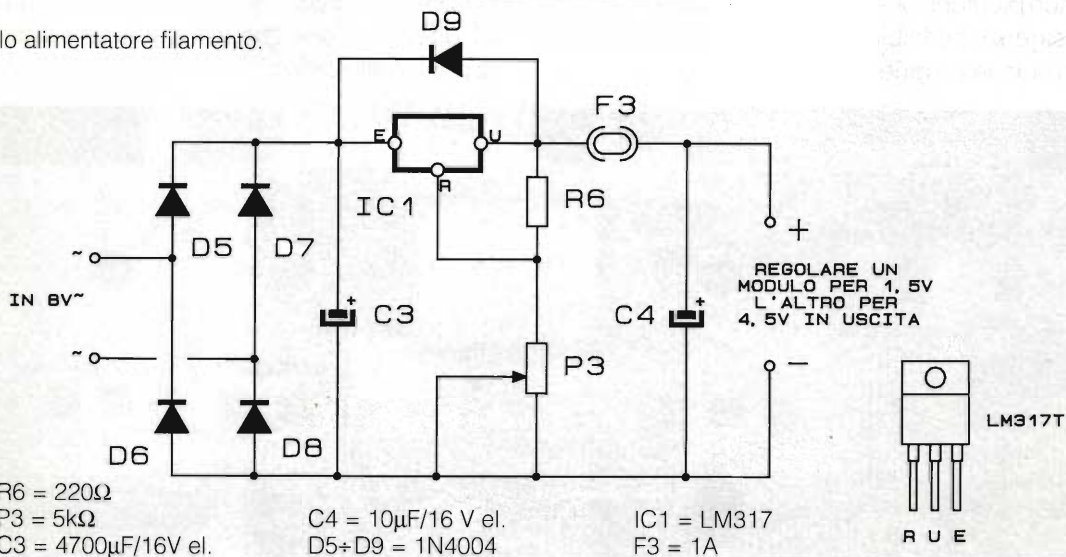 lo alimentatore filamento.
D9
F3
E
U
R
IC1
R6
D5
D7
~
IN 8V~
~
C3
C4
+
+
+
REGOLARE UN
MODULO PER 1,5V
L'ALTRO PER
4,5V IN USCITA
−
P3
D6
D8
LM317T
R U E
R6 = 220Ω
P3 = 5kΩ
C3 = 4700µF/16V el.
C4 = 10µF/16 V el.
D5÷D9 = 1N4004
IC1 = LM317
F3 = 1A